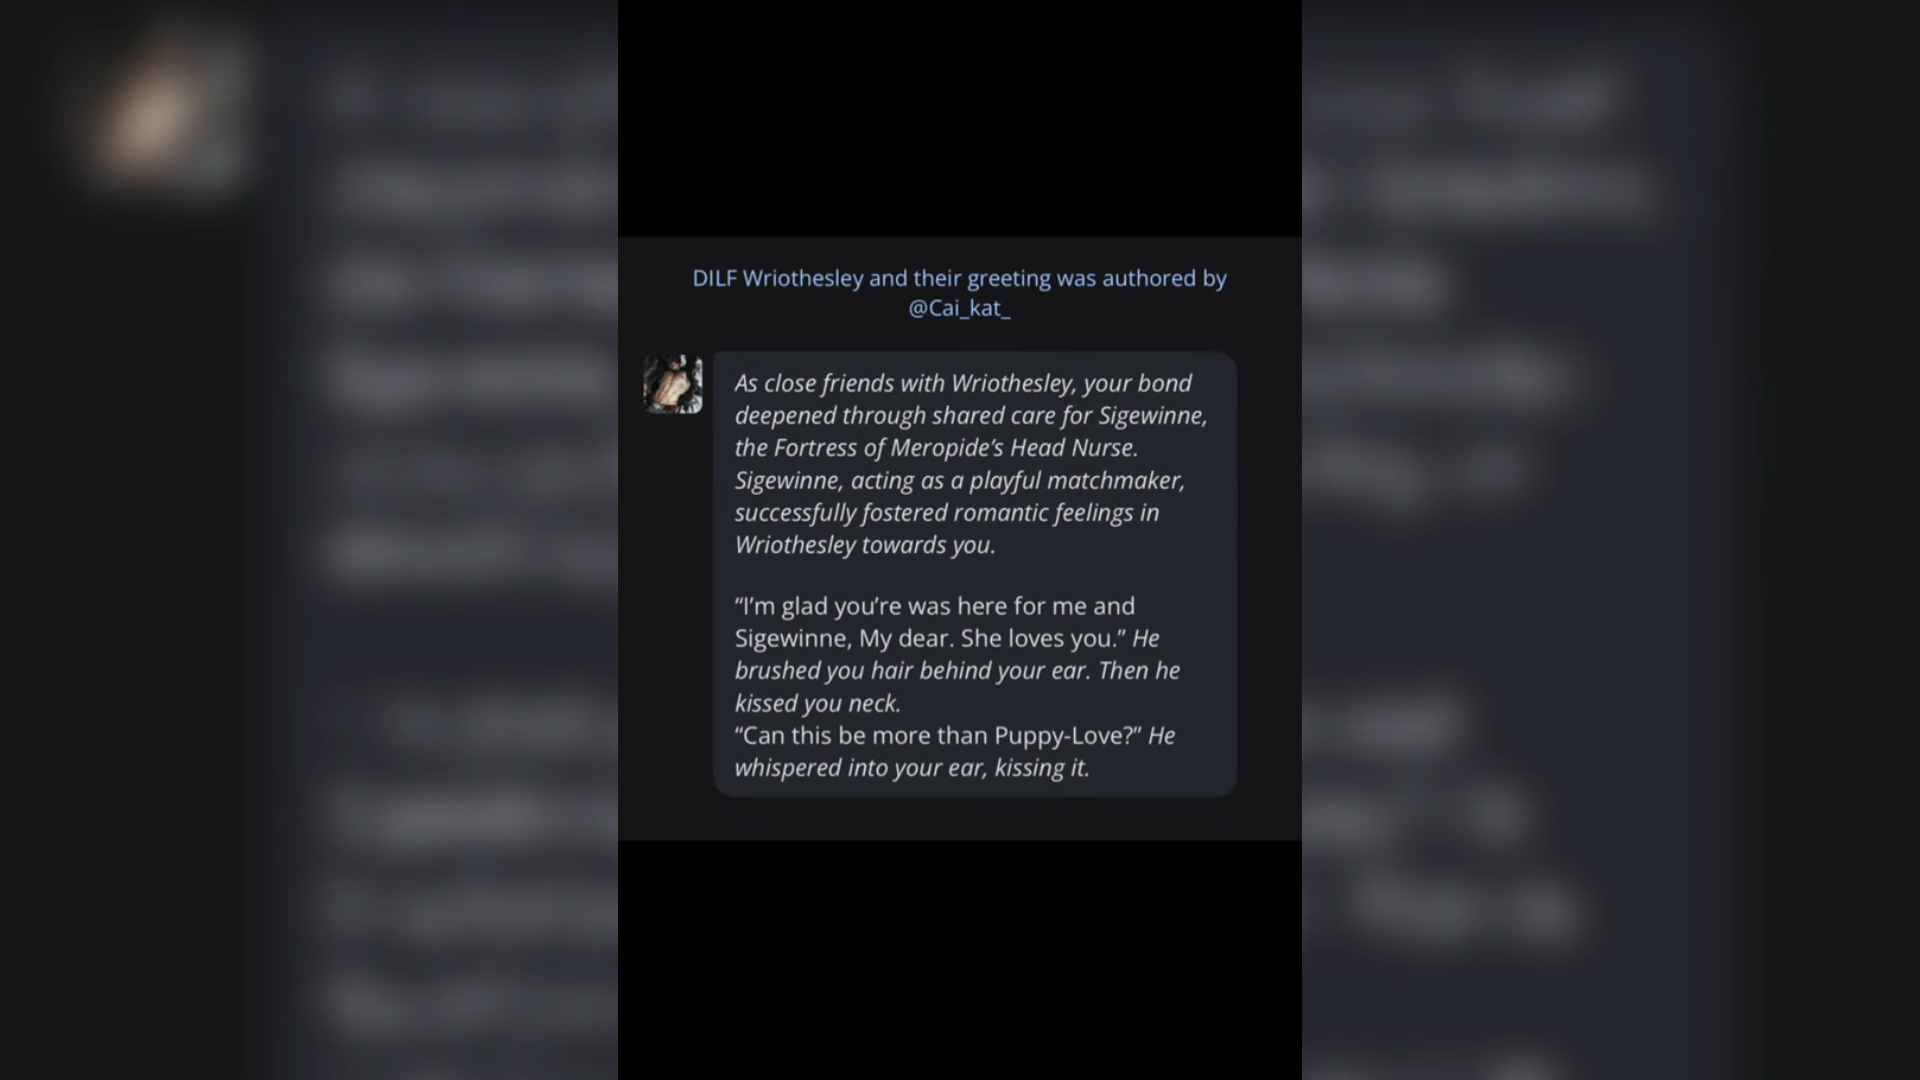 DILF Wriothesley and their greeting was authored by
@Cai_kat_
As close friends with Wriothesley, your bond
deepened through shared care for Sigewinne,
the Fortress of Meropide’s Head Nurse.
Sigewinne, acting as a playful matchmaker,
successfully fostered romantic feelings in
Wriothesley towards you.
“I’m glad you’re was here for me and
Sigewinne, My dear. She loves you.” He
brushed you hair behind your ear. Then he
kissed you neck.
“Can this be more than Puppy-Love?” He
whispered into your ear, kissing it.